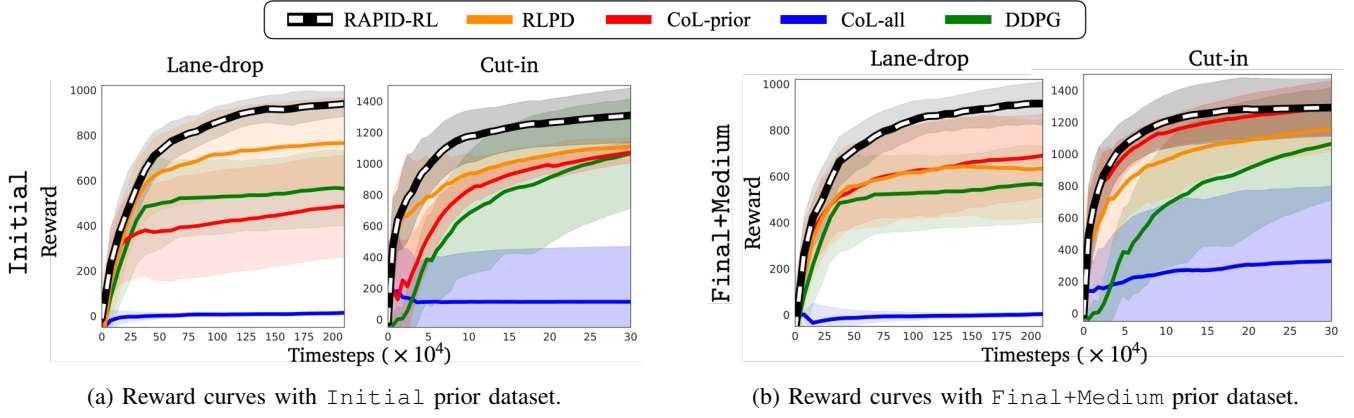 RAPID-RL RLPD CoL-prior CoL-all DDPG
Lane-drop Cut-in
Initial
Reward
1000
800
600
400
200
0
0 25 50 75 100 125 150 175 200
1400
1200
1000
800
600
400
200
0
0 5 10 15 20 25 30
Timesteps (×10⁴)
(a) Reward curves with Initial prior dataset.
Lane-drop Cut-in
Final+Medium
Reward
1000
800
600
400
200
0
0 25 50 75 100 125 150 175 200
1400
1200
1000
800
600
400
200
0
0 5 10 15 20 25 30
Timesteps (×10⁴)
(b) Reward curves with Final+Medium prior dataset.